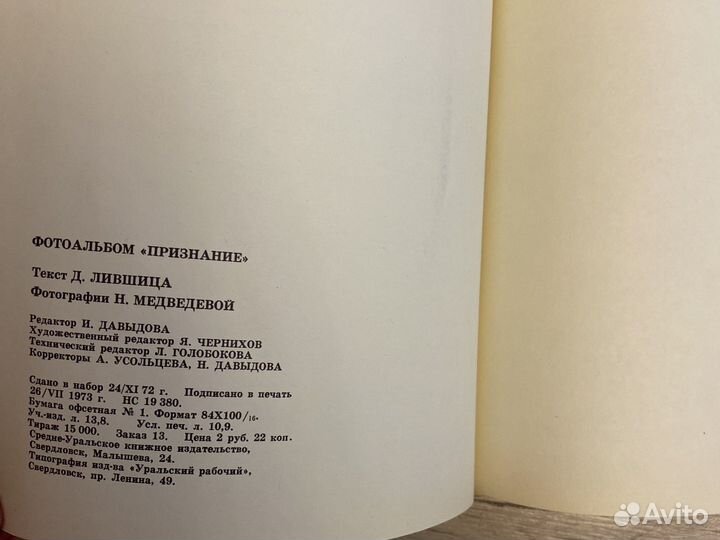 ФОТОАЛЬБОМ «ПРИЗНАНИЕ»
Текст Д. ЛИВШИЦА
Фотографии Н. МЕДВЕДЕВОЙ
Редактор И. ДАВЫДОВА
Художественный редактор Я. ЧЕРНИХОВ
Технический редактор Л. ГОЛОБОКОВА
Корректоры А. УСОЛЬЦЕВА, Н. ДАВЫДОВА
Сдано в набор 24/XI 72 г. Подписано в печать
26/VII 1973 г. НС 19 380.
Бумага офсетная № 1. Формат 84Х100/16.
Уч.-изд. л. 13,8. Усл. печ. л. 10,9.
Тираж 15 000. Заказ 13. Цена 2 руб. 22 коп.
Средне-Уральское книжное издательство,
Свердловск, Малышева, 24.
Типография изд-ва «Уральский рабочий»,
Свердловск, пр. Ленина, 49.
Avito